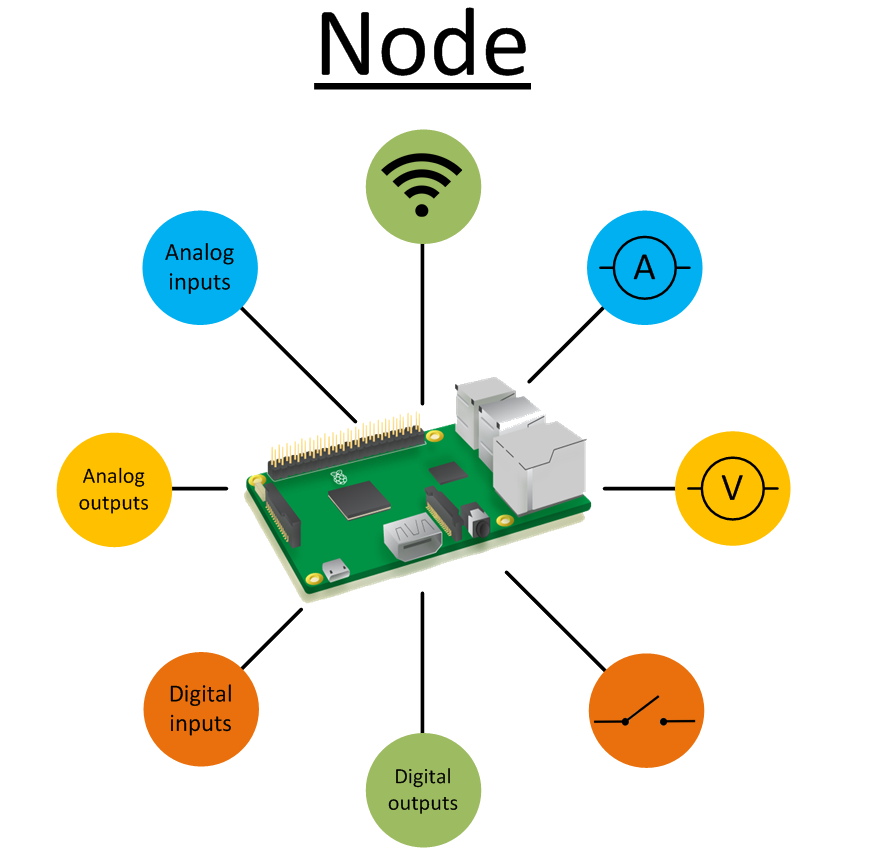 Node
Analog
inputs
A
Analog
outputs
V
Digital
inputs
Digital
outputs